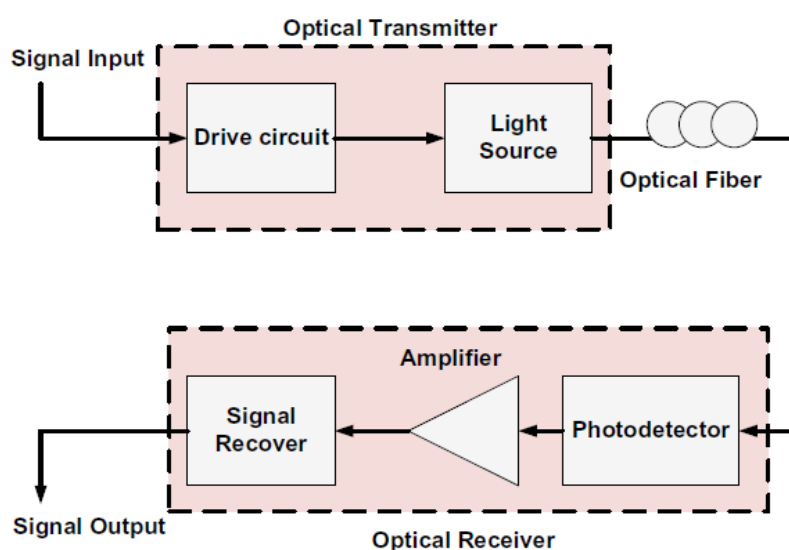 Optical Transmitter
Signal Input
Drive circuit
Light
Source
Optical Fiber
Amplifier
Signal
Recover
Photodetector
Signal Output
Optical Receiver